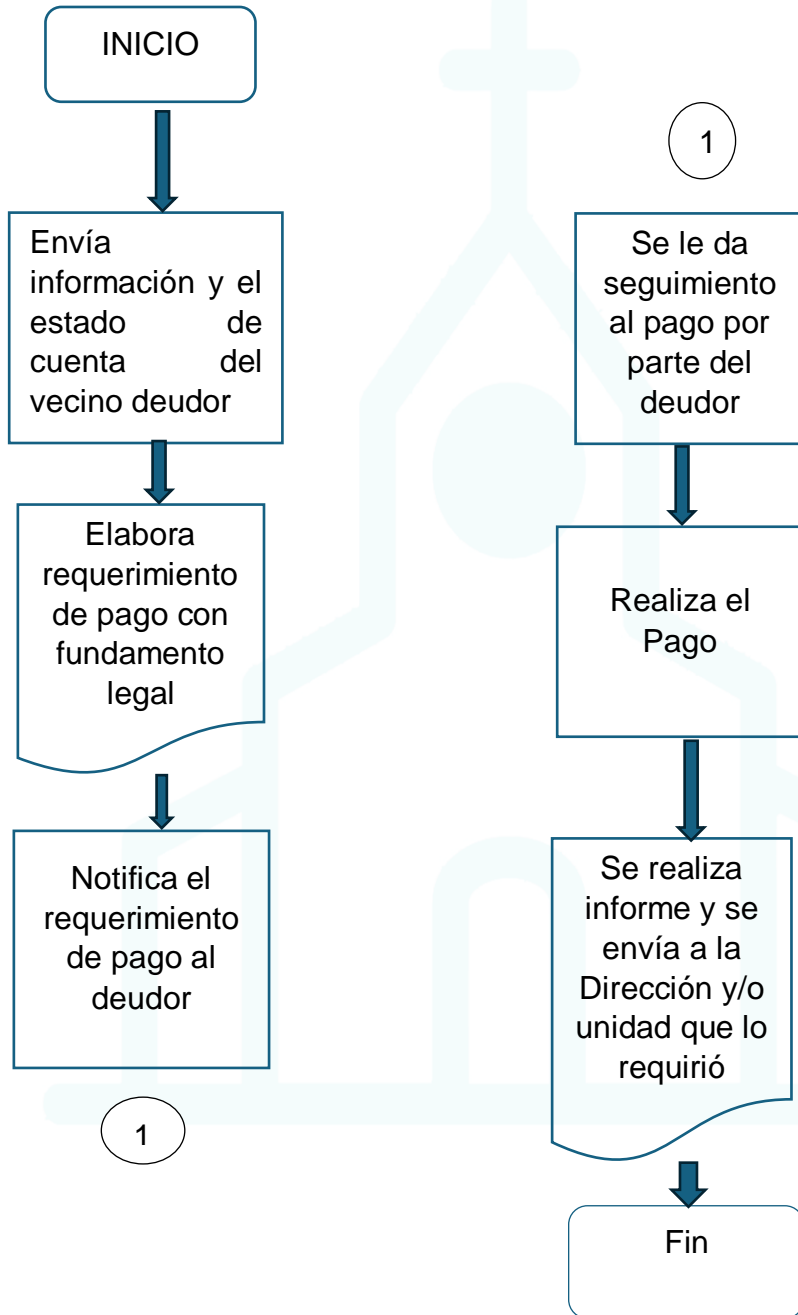 INICIO
Envía
información y el
estado de
cuenta del
vecino deudor
Elabora
requerimiento
de pago con
fundamento
legal
Notifica el
requerimiento
de pago al
deudor
1
1
Se le da
seguimiento
al pago por
parte del
deudor
Realiza el
Pago
Se realiza
informe y se
envía a la
Dirección y/o
unidad que lo
requirió
Fin